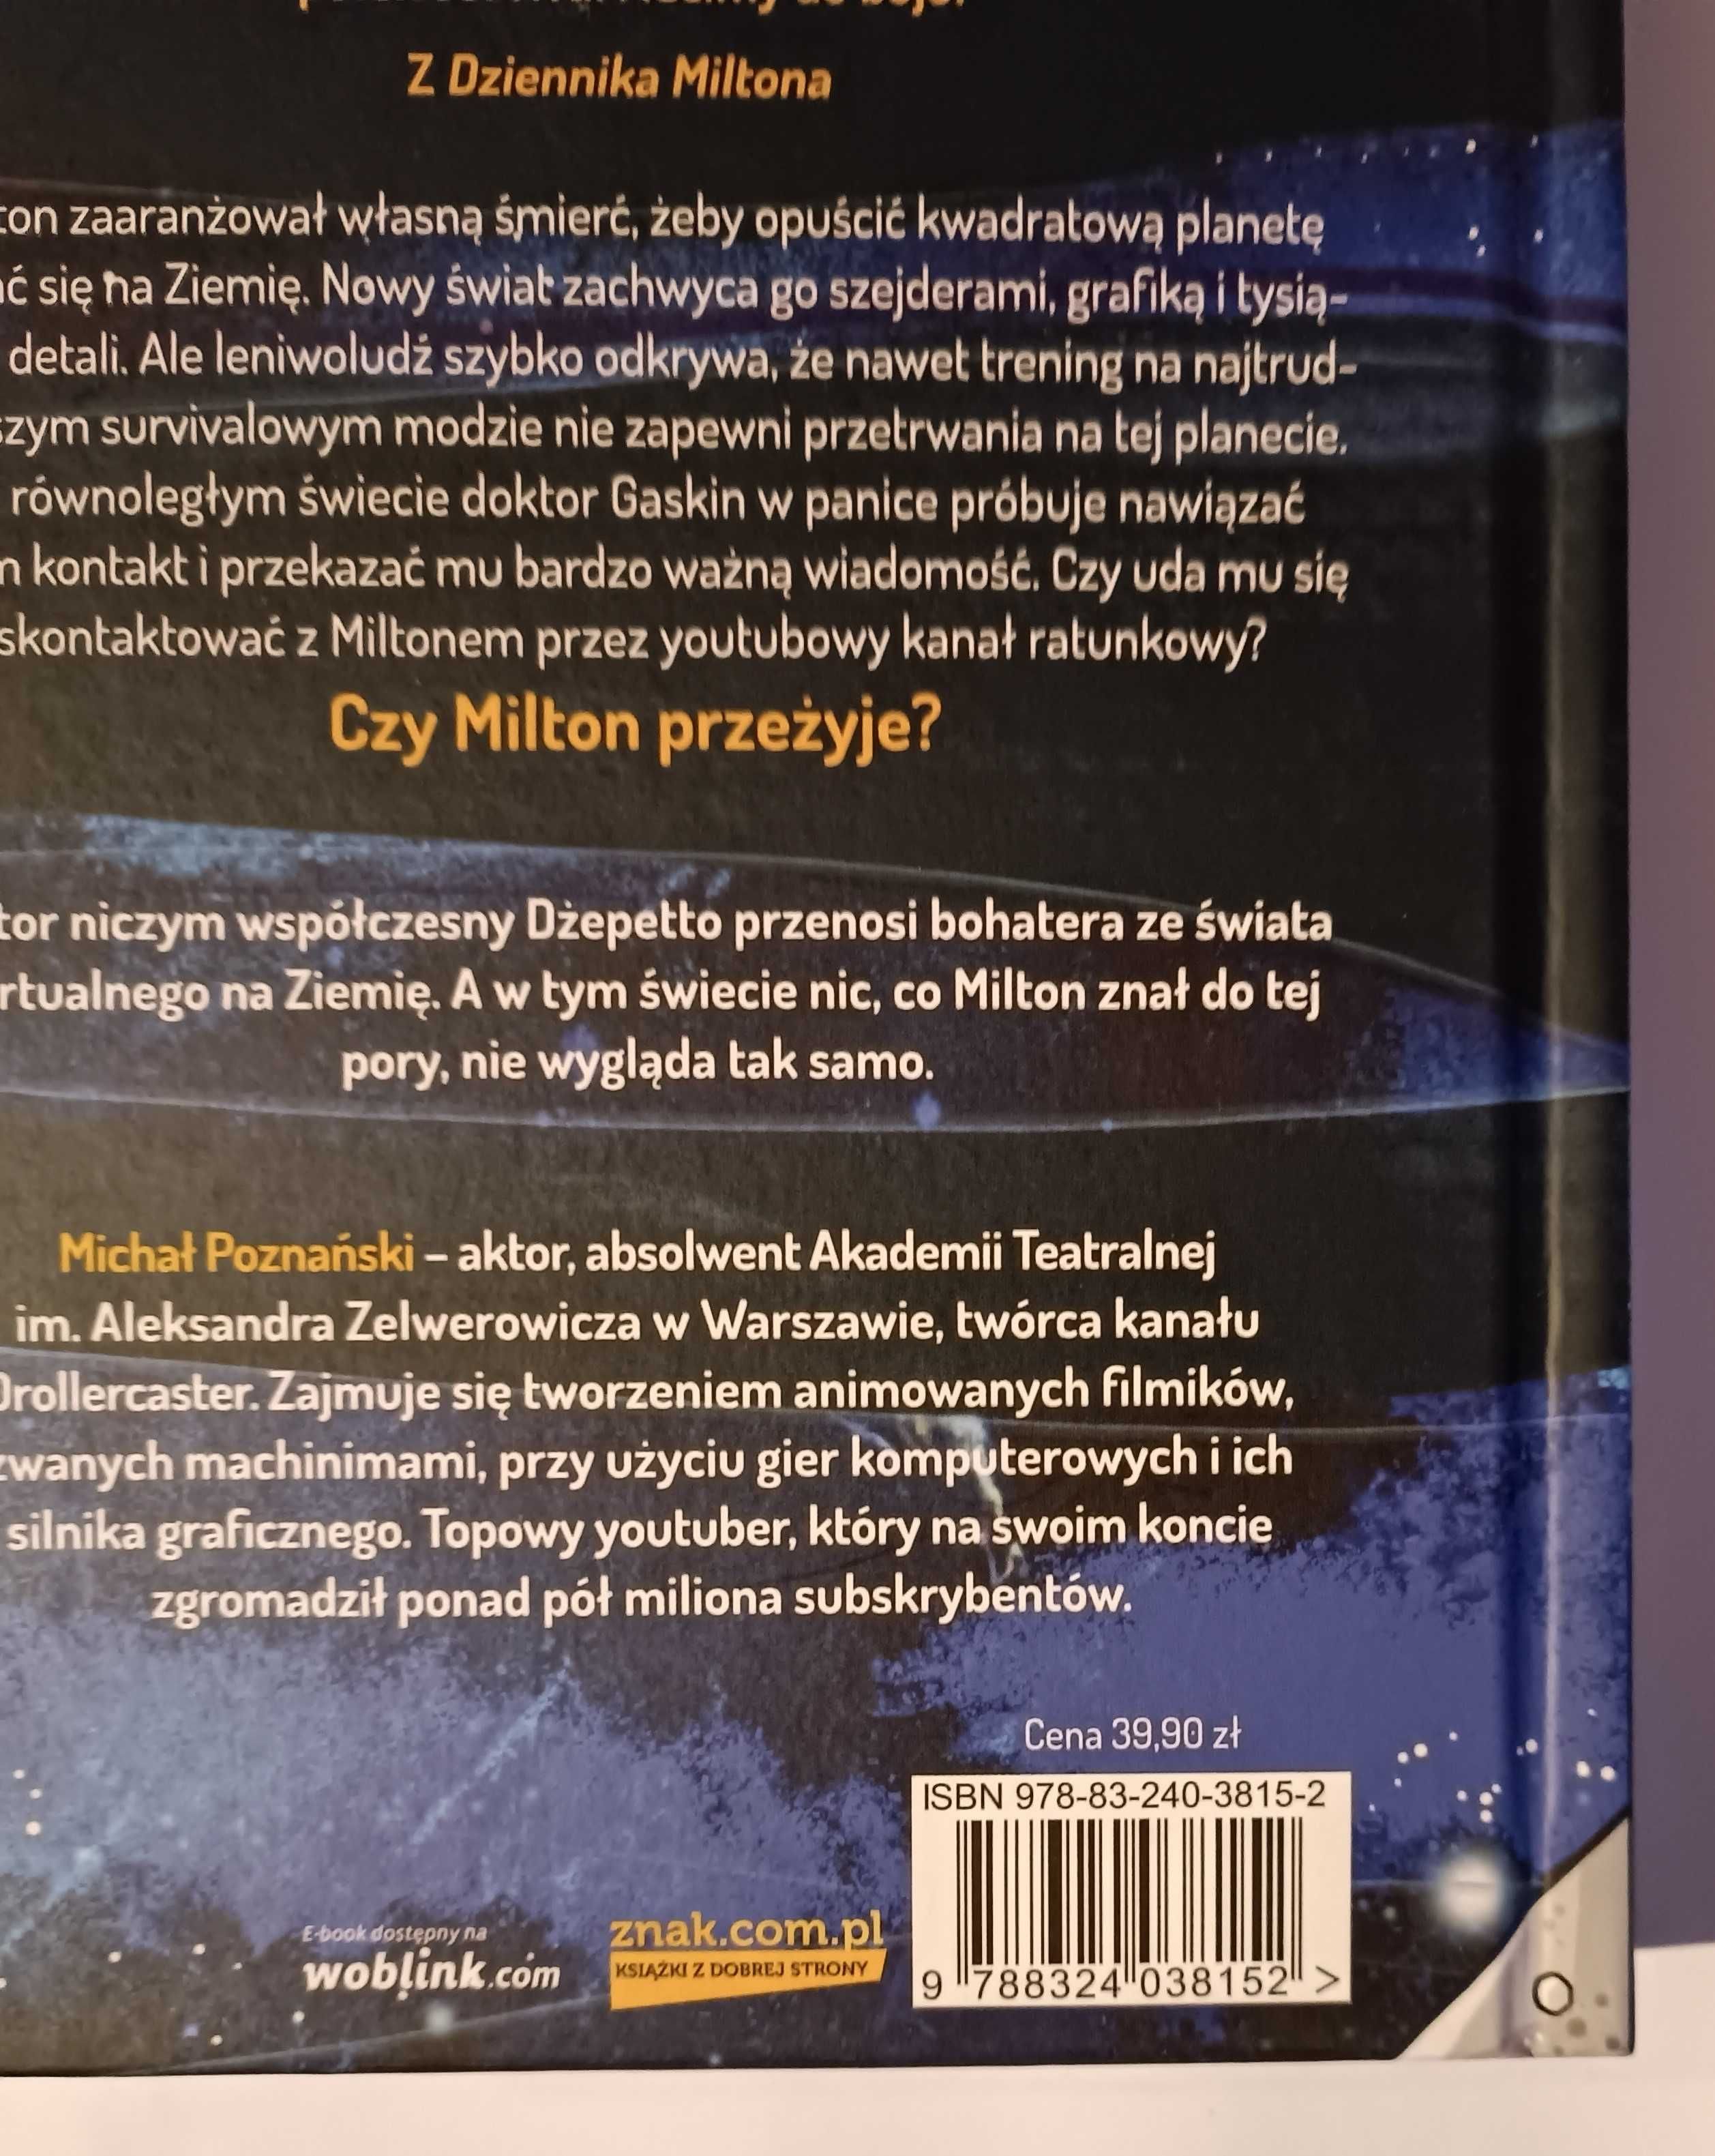 Z Dziennika Miltona
zaaranżował własną śmierć, żeby opuścić kwadratową planetę
się na Ziemię. Nowy świat zachwyca go szejderami, grafiką i tysią-
detali. Ale leniwoludź szybko odkrywa, że nawet trening na najtrud-
szym survivalowym modzie nie zapewni przetrwania na tej planecie.
równoległym świecie doktor Gaskin w panice próbuje nawiązać
kontakt i przekazać mu bardzo ważną wiadomość. Czy uda mu się
skontaktować z Miltonem przez youtubowy kanał ratunkowy?
Czy Milton przeżyje?
tor niczym współczesny Dżepetto przenosi bohatera ze świata
rtualnego na Ziemię. A w tym świecie nic, co Milton znał do tej
pory, nie wygląda tak samo.
Michał Poznański – aktor, absolwent Akademii Teatralnej
im. Aleksandra Zelwerowicza w Warszawie, twórca kanału
Drollercaster. Zajmuje się tworzeniem animowanych filmików,
zwanych machinimami, przy użyciu gier komputerowych i ich
silnika graficznego. Topowy youtuber, który na swoim koncie
zgromadził ponad pół miliona subskrybentów.
Cena 39,90 zł
ISBN 978-83-240-3815-2
9 788324 038152 >
E-book dostępny na
woblink.com
znak.com.pl
KSIĄŻKI Z DOBREJ STRONY